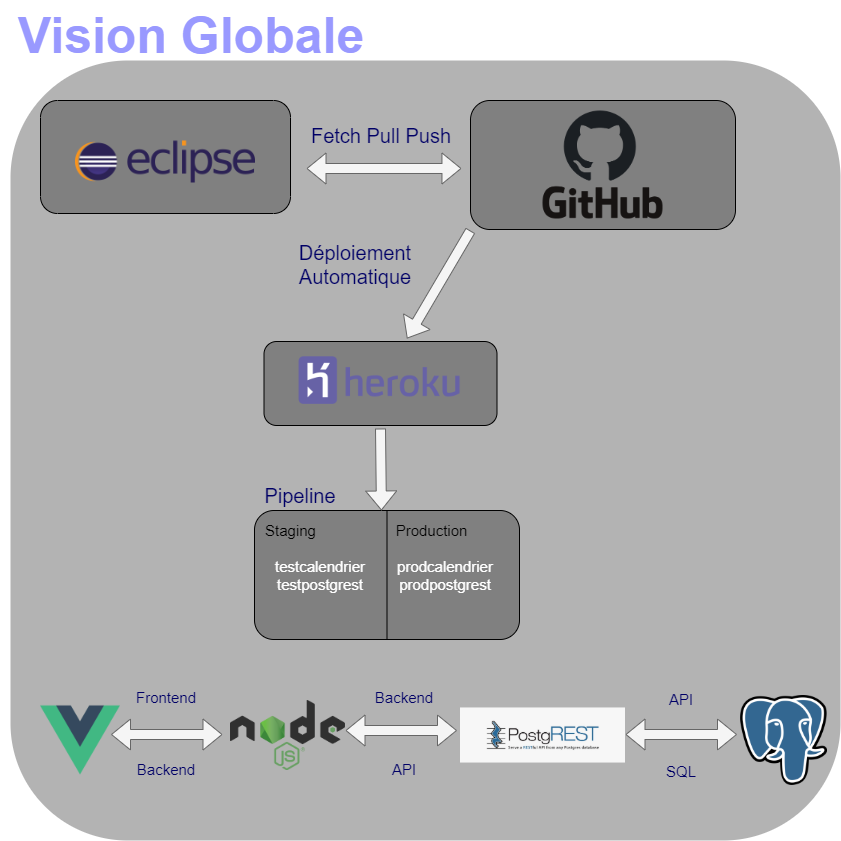 Vision Globale
eclipse
Fetch Pull Push
GitHub
Déploiement
Automatique
heroku
Pipeline
Staging
Production
testcalendrier
testpostgrest
prodcalendrier
prodpostgrest
Frontend
Backend
node
JS
Backend
API
PostgREST
Serve a RESTful API from any Postgres database
API
SQL